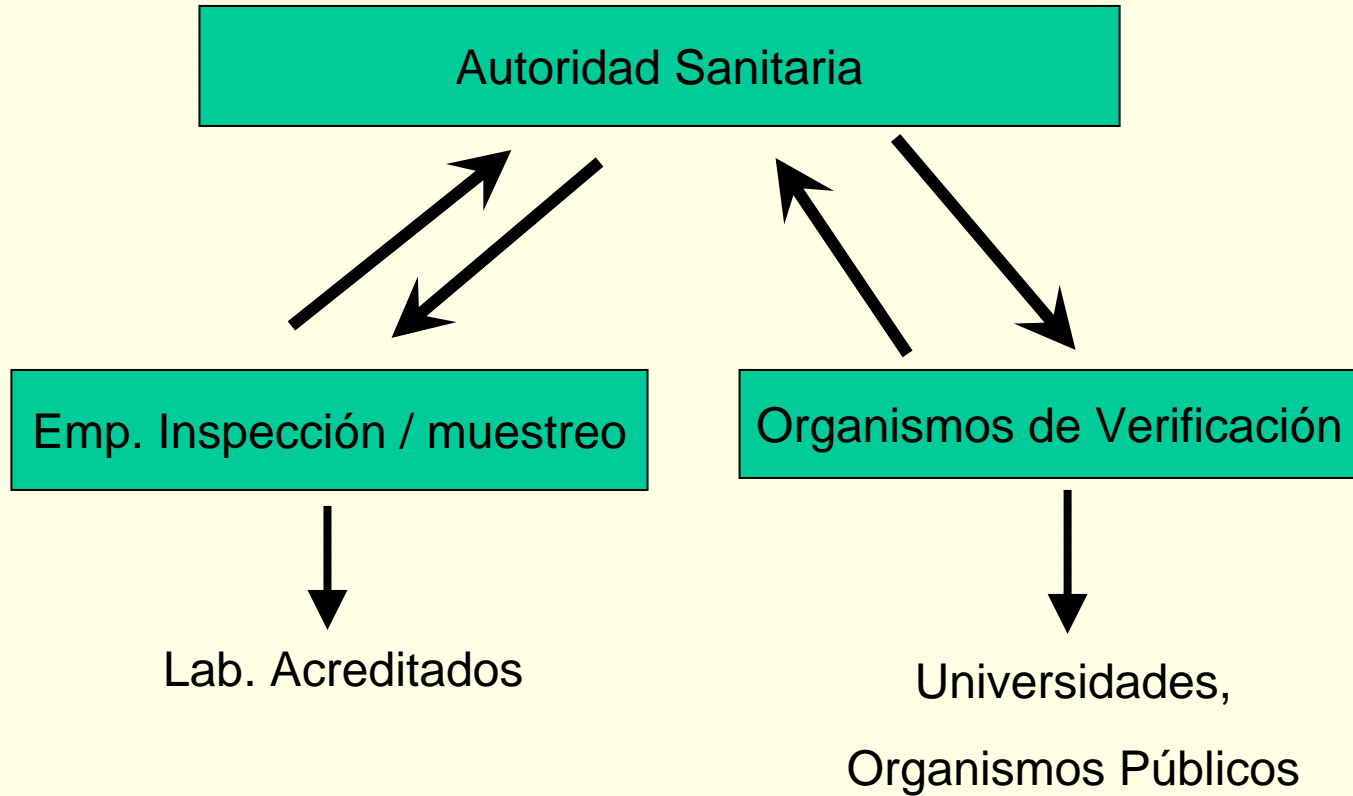 Autoridad Sanitaria
Emp. Inspección / muestreo
Organismos de Verificación
Lab. Acreditados
Universidades,
Organismos Públicos